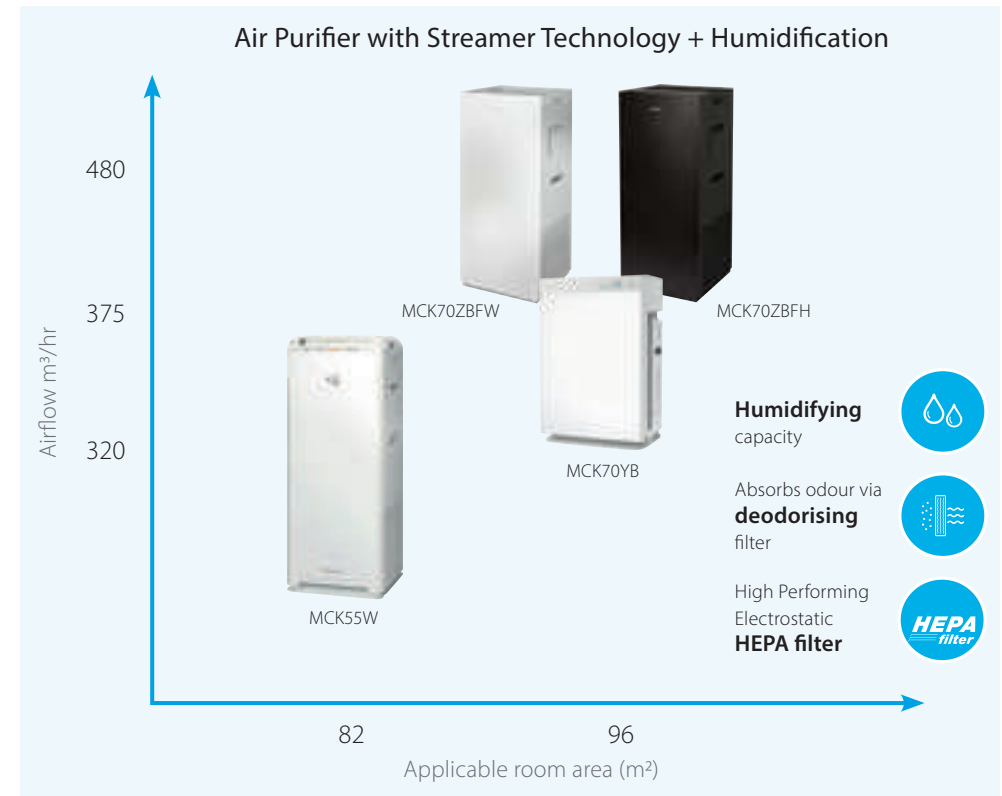 Air Purifier with Streamer Technology + Humidification
480
375
320
Airflow m³/hr
MCK70ZBFW
MCK70ZBFH
MCK70YB
MCK55W
Humidifying
capacity
Absorbs odour via
deodorising
filter
High Performing
Electrostatic
HEPA filter
HEPA
filter
82
96
Applicable room area (m²)